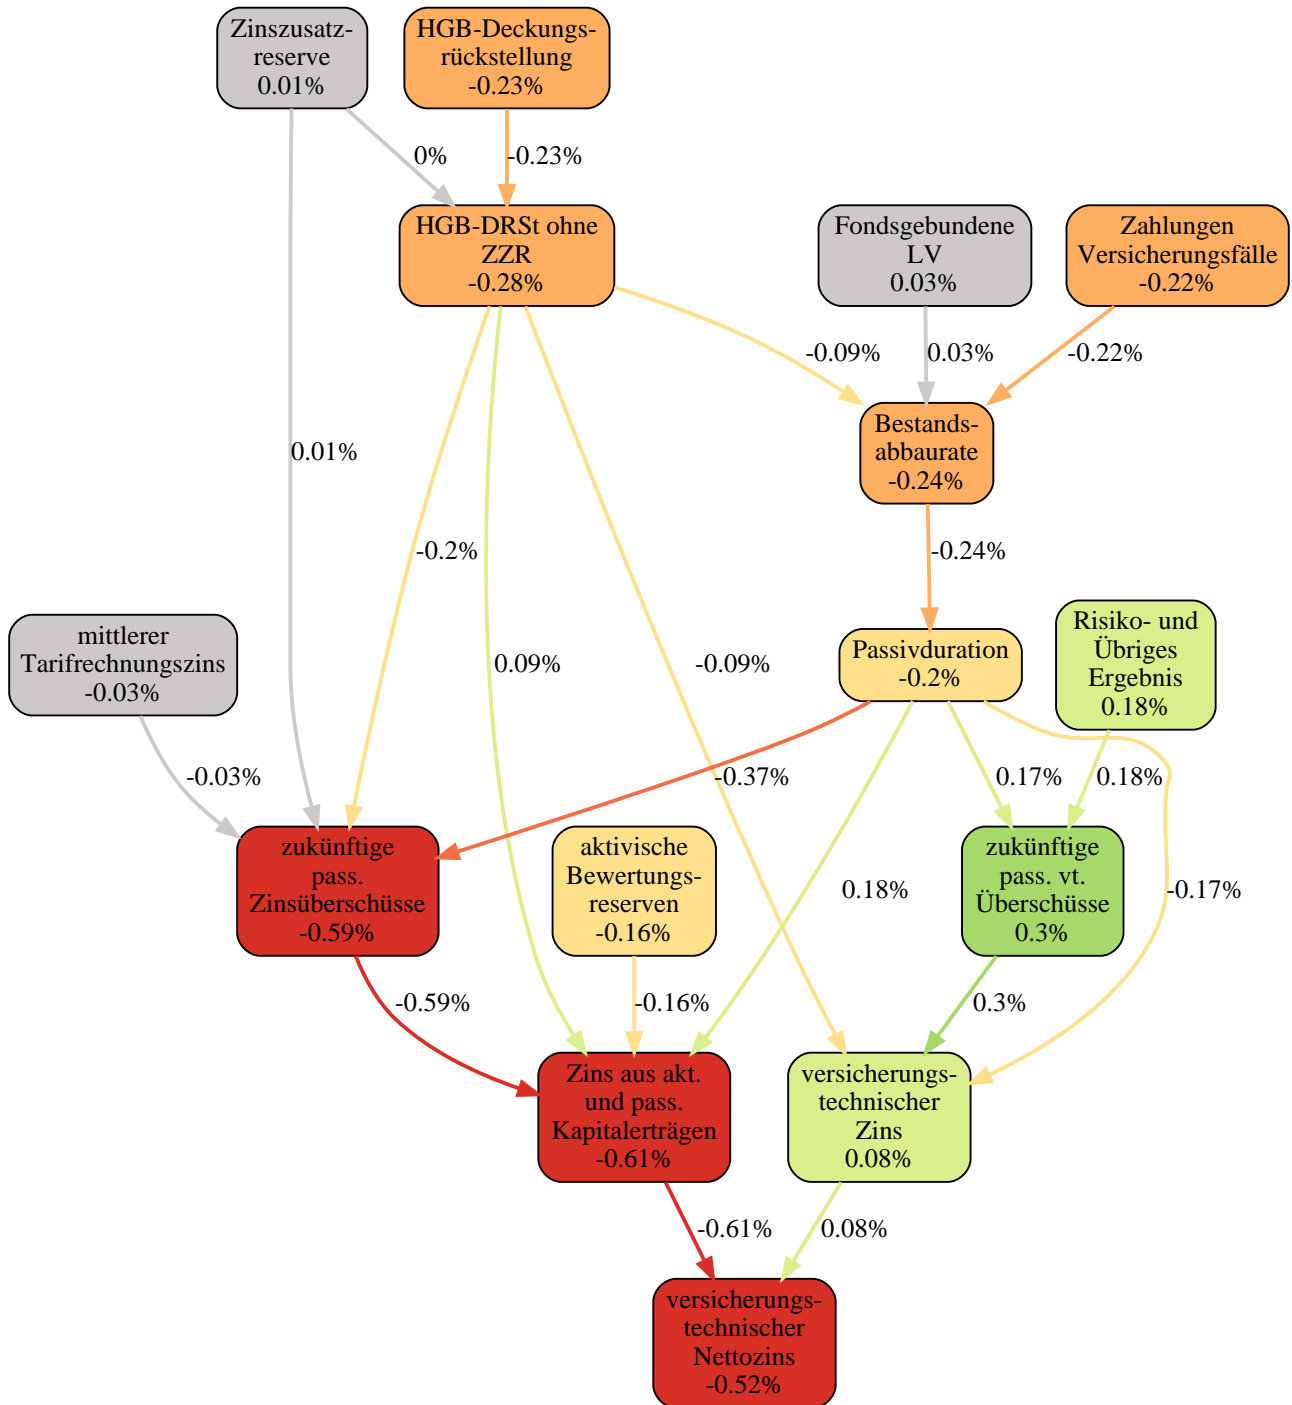 Zinszusatz-
reserve
0.01%
HGB-Deckungs-
rückstellung
-0.23%
0%
-0.23%
HGB-DRSt ohne
ZZR
-0.28%
Fondsgebundene
LV
0.03%
Zahlungen
Versicherungsfälle
-0.22%
-0.09%
0.03%
-0.22%
Bestands-
abbaurate
-0.24%
0.01%
-0.2%
-0.24%
mittlerer
Tarifrechnungszins
-0.03%
0.09%
-0.09%
Passivduration
-0.2%
Risiko- und
Übriges
Ergebnis
0.18%
-0.03%
-0.37%
0.17%
0.18%
zukünftige
pass.
Zinsüberschüsse
-0.59%
aktivische
Bewertungs-
reserven
-0.16%
0.18%
zukünftige
pass. vt.
Überschüsse
0.3%
-0.17%
-0.59%
-0.16%
0.3%
Zins aus akt.
und pass.
Kapitalerträgen
-0.61%
versicherungs-
technischer
Zins
0.08%
-0.61%
0.08%
versicherungs-
technischer
Nettozins
-0.52%